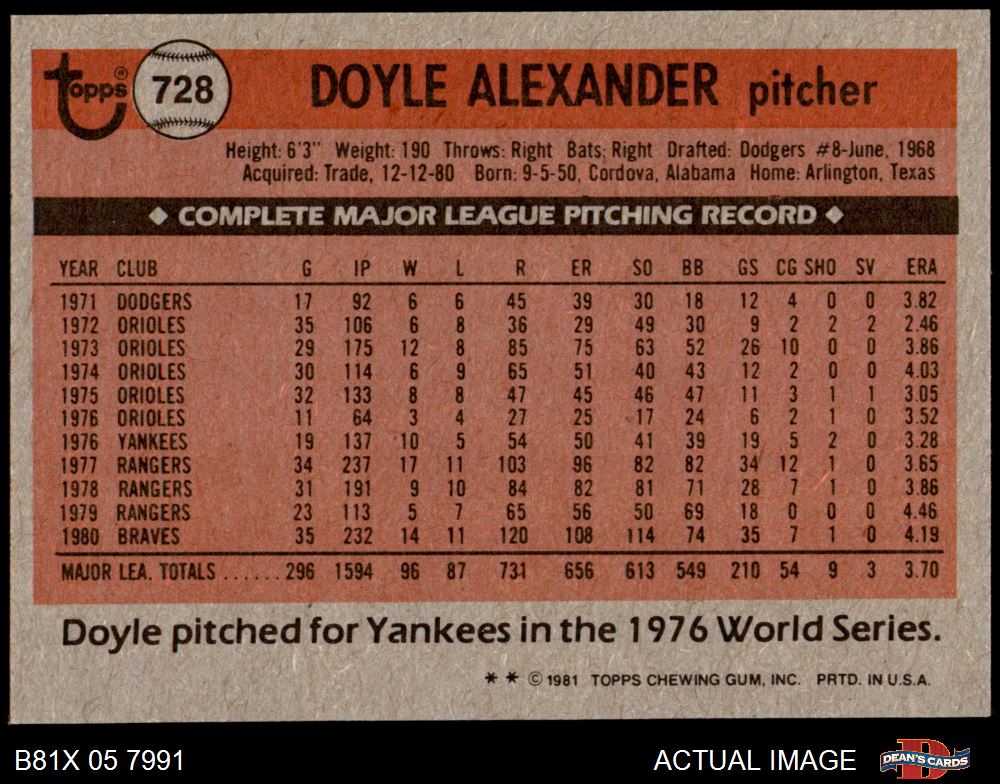 Topps® 728 DOYLE ALEXANDER pitcher
Height: 6'3" Weight: 190 Throws: Right Bats: Right Drafted: Dodgers #8-June, 1968
Acquired: Trade, 12-12-80 Born: 9-5-50, Cordova, Alabama Home: Arlington, Texas
◆ COMPLETE MAJOR LEAGUE PITCHING RECORD ◆
YEAR CLUB G IP W L R ER SO BB GS CG SHO SV ERA
1971 DODGERS 17 92 6 6 45 39 30 18 12 4 0 0 3.82
1972 ORIOLES 35 106 6 8 36 29 49 30 9 2 2 2 2.46
1973 ORIOLES 29 175 12 8 85 75 63 52 26 10 0 0 3.86
1974 ORIOLES 30 114 6 9 65 51 40 43 12 2 0 0 4.03
1975 ORIOLES 32 133 8 8 47 45 46 47 11 3 1 1 3.05
1976 ORIOLES 11 64 3 4 27 25 17 24 6 2 1 0 3.52
1976 YANKEES 19 137 10 5 54 50 41 39 19 5 2 0 3.28
1977 RANGERS 34 237 17 11 103 96 82 82 34 12 1 0 3.65
1978 RANGERS 31 191 9 10 84 82 81 71 28 7 1 0 3.86
1979 RANGERS 23 113 5 7 65 56 50 69 18 0 0 0 4.46
1980 BRAVES 35 232 14 11 120 108 114 74 35 7 1 0 4.19
MAJOR LEA. TOTALS ...... 296 1594 96 87 731 656 613 549 210 54 9 3 3.70
Doyle pitched for Yankees in the 1976 World Series.
* * © 1981 TOPPS CHEWING GUM, INC. PRTD. IN U.S.A.
B81X 05 7991 ACTUAL IMAGE D DEAN'S CARDS